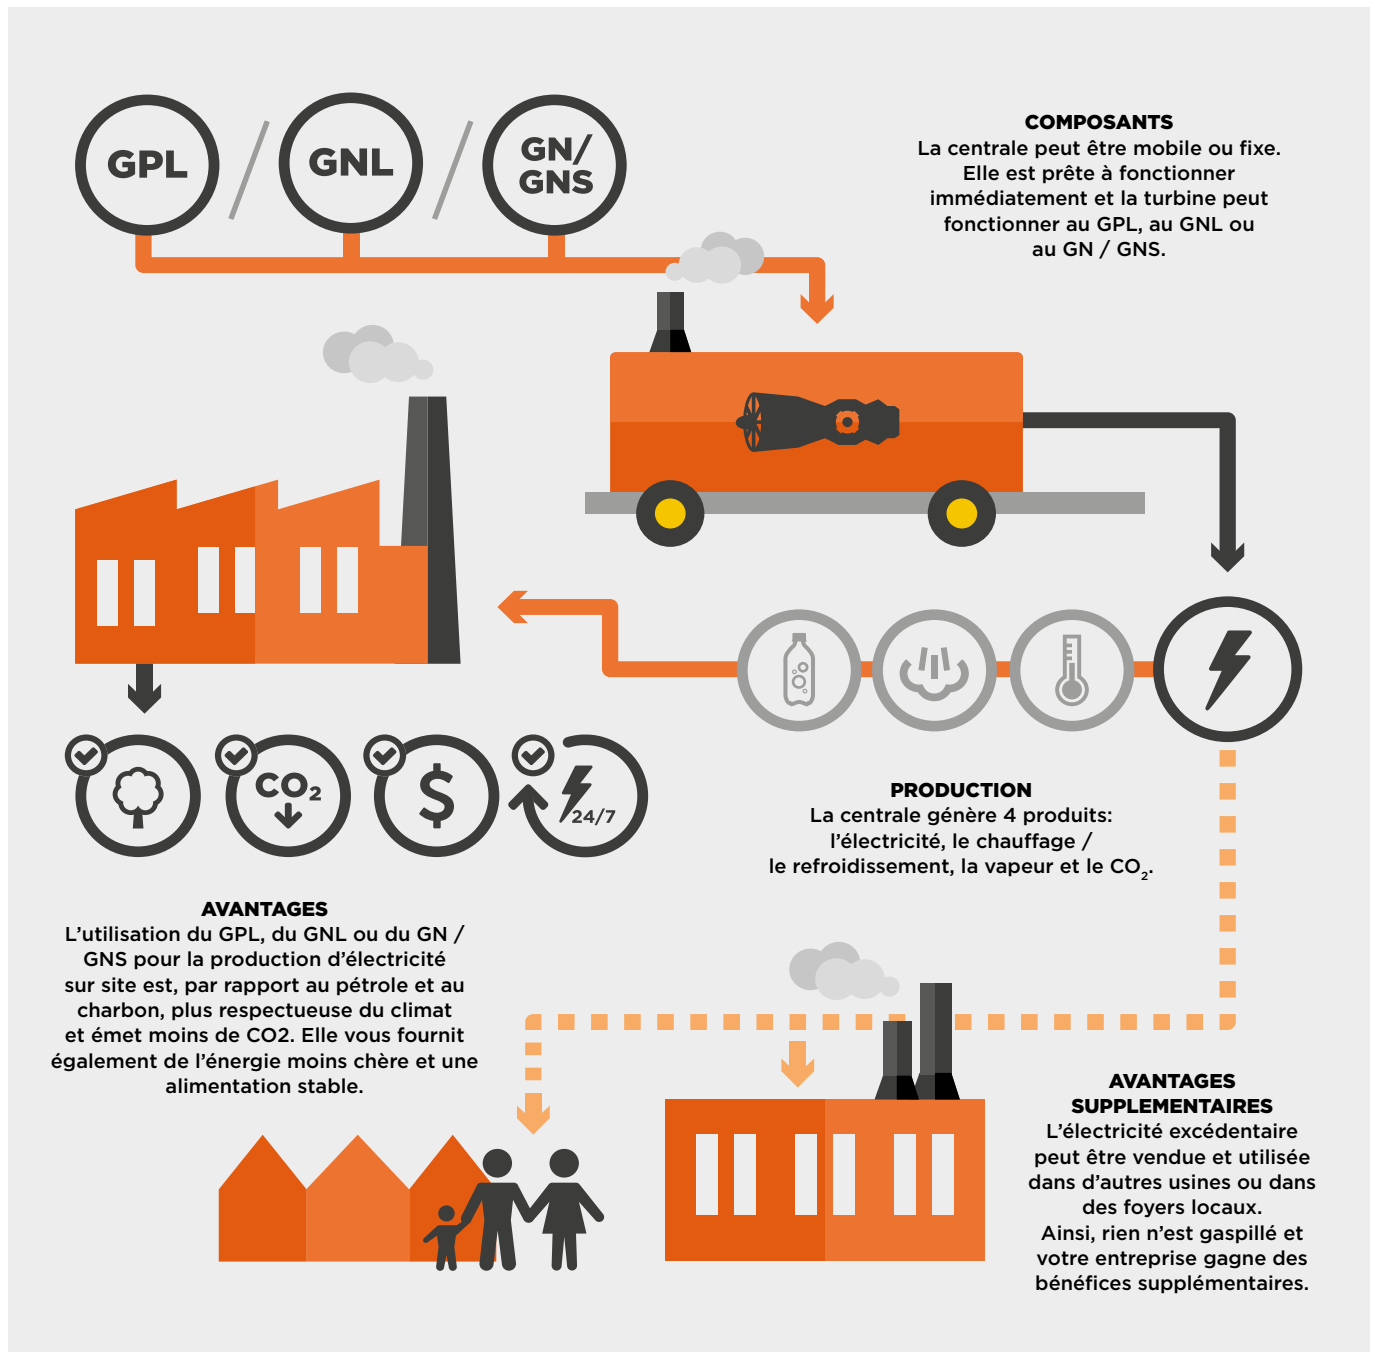 GPL
GNL
GN/
GNS
COMPOSANTS
La centrale peut être mobile ou fixe.
Elle est prête à fonctionner
immédiatement et la turbine peut
fonctionner au GPL, au GNL ou
au GN / GNS.
CO₂
$
24/7
PRODUCTION
La centrale génère 4 produits:
l’électricité, le chauffage /
le refroidissement, la vapeur et le CO₂.
AVANTAGES
L’utilisation du GPL, du GNL ou du GN /
GNS pour la production d’électricité
sur site est, par rapport au pétrole et au
charbon, plus respectueuse du climat
et émet moins de CO2. Elle vous fournit
également de l’énergie moins chère et une
alimentation stable.
AVANTAGES
SUPPLEMENTAIRES
L’électricité excédentaire
peut être vendue et utilisée
dans d’autres usines ou dans
des foyers locaux.
Ainsi, rien n’est gaspillé et
votre entreprise gagne des
bénéfices supplémentaires.